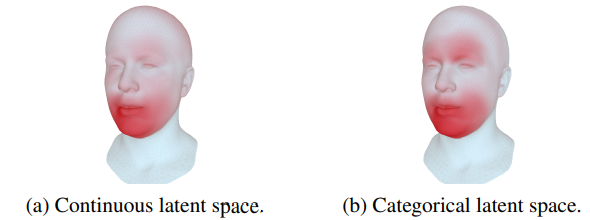 (a) Continuous latent space.
(b) Categorical latent space.